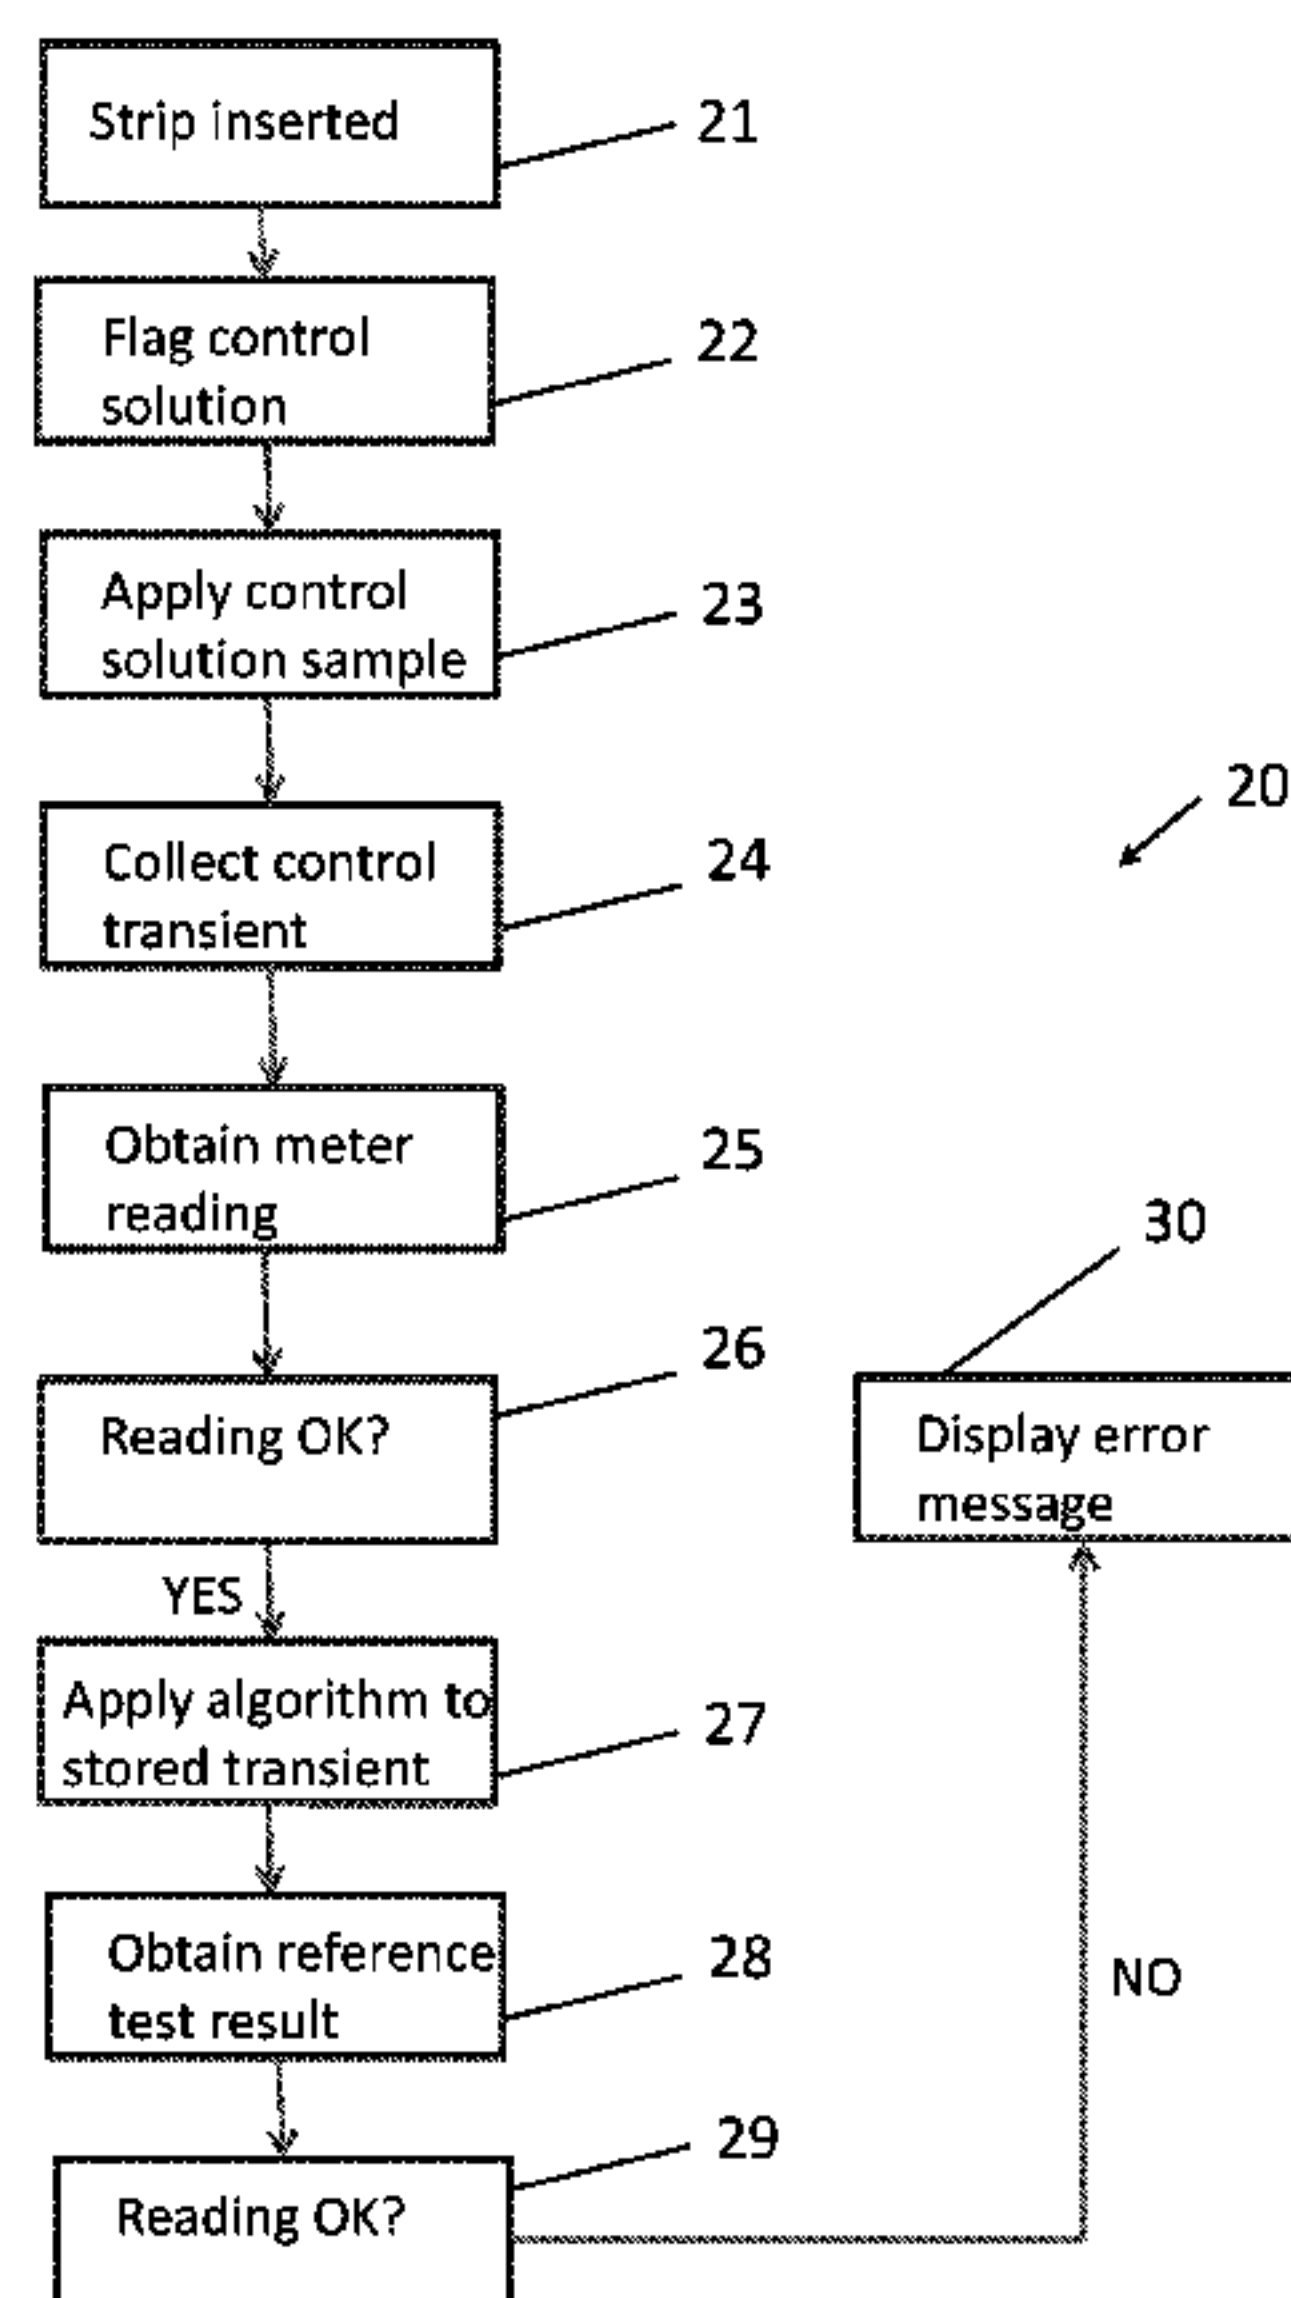 Strip inserted
21
Flag control
solution
22
Apply control
solution sample
23
20
Collect control
transient
24
Obtain meter
reading
25
30
Reading OK?
26
Display error
message
YES
Apply algorithm to
stored transient
27
Obtain reference
test result
28
NO
Reading OK?
29